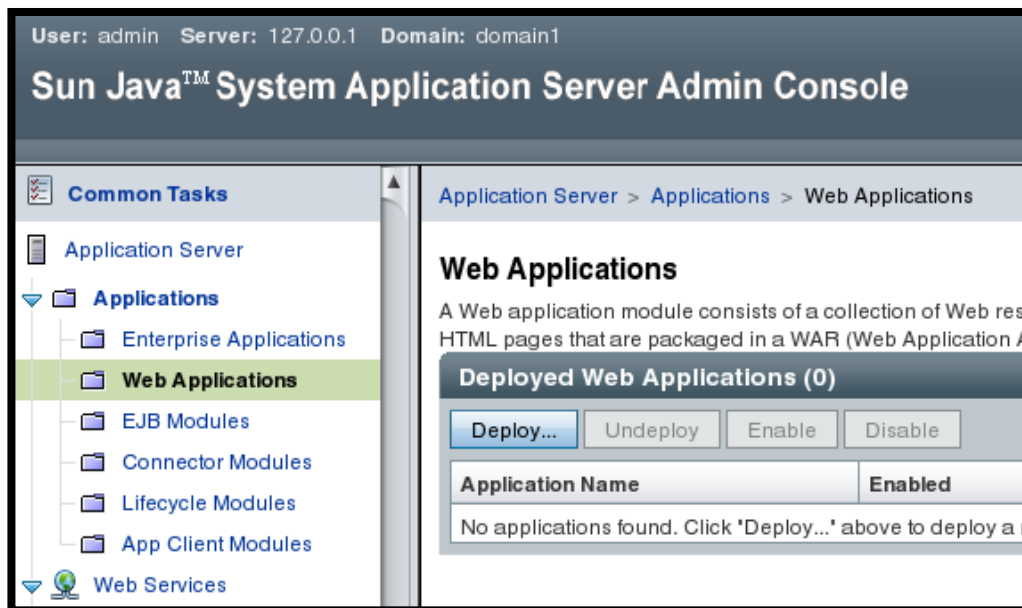 User: admin Server: 127.0.0.1 Domain: domain1
Sun Java™ System Application Server Admin Console
Common Tasks
Application Server
Applications
Enterprise Applications
Web Applications
EJB Modules
Connector Modules
Lifecycle Modules
App Client Modules
Web Services
Application Server > Applications > Web Applications
Web Applications
A Web application module consists of a collection of Web
HTML pages that are packaged in a WAR (Web Application
Deployed Web Applications (0)
Deploy... Undeploy Enable Disable
Application Name Enabled
No applications found. Click "Deploy..." above to deploy a